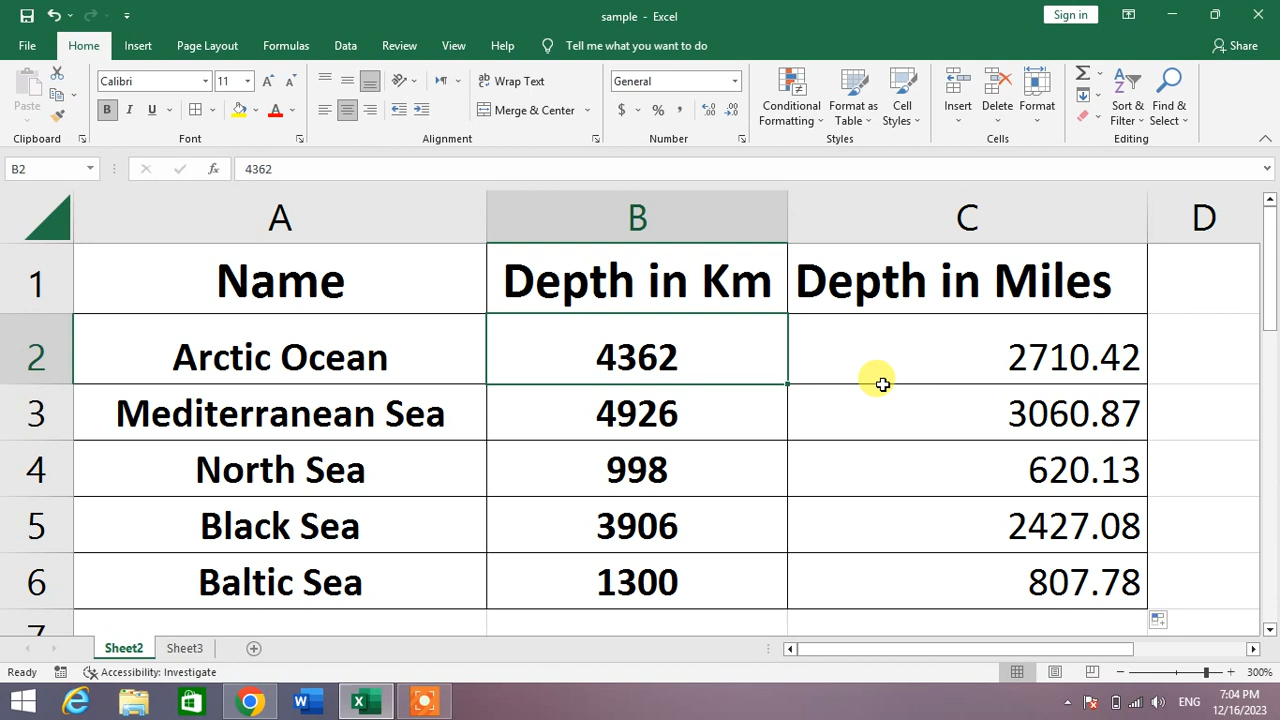 sample - Excel
Sign in
File Home Insert Page Layout Formulas Data Review View Help Tell me what you want to do Share
Paste
Calibri 11
B I U A
Wrap Text
Merge & Center
General
$ % ,
Conditional Formatting
Format as Table
Cell Styles
Insert Delete Format
Sort & Filter
Find & Select
Clipboard Font Alignment Number Styles Cells Editing
B2 fx 4362
A B C D
1 Name Depth in Km Depth in Miles
2 Arctic Ocean 4362 2710.42
3 Mediterranean Sea 4926 3060.87
4 North Sea 998 620.13
5 Black Sea 3906 2427.08
6 Baltic Sea 1300 807.78
7
Sheet2 Sheet3
Ready Accessibility: Investigate 300%
ENG
7:04 PM
12/16/2023